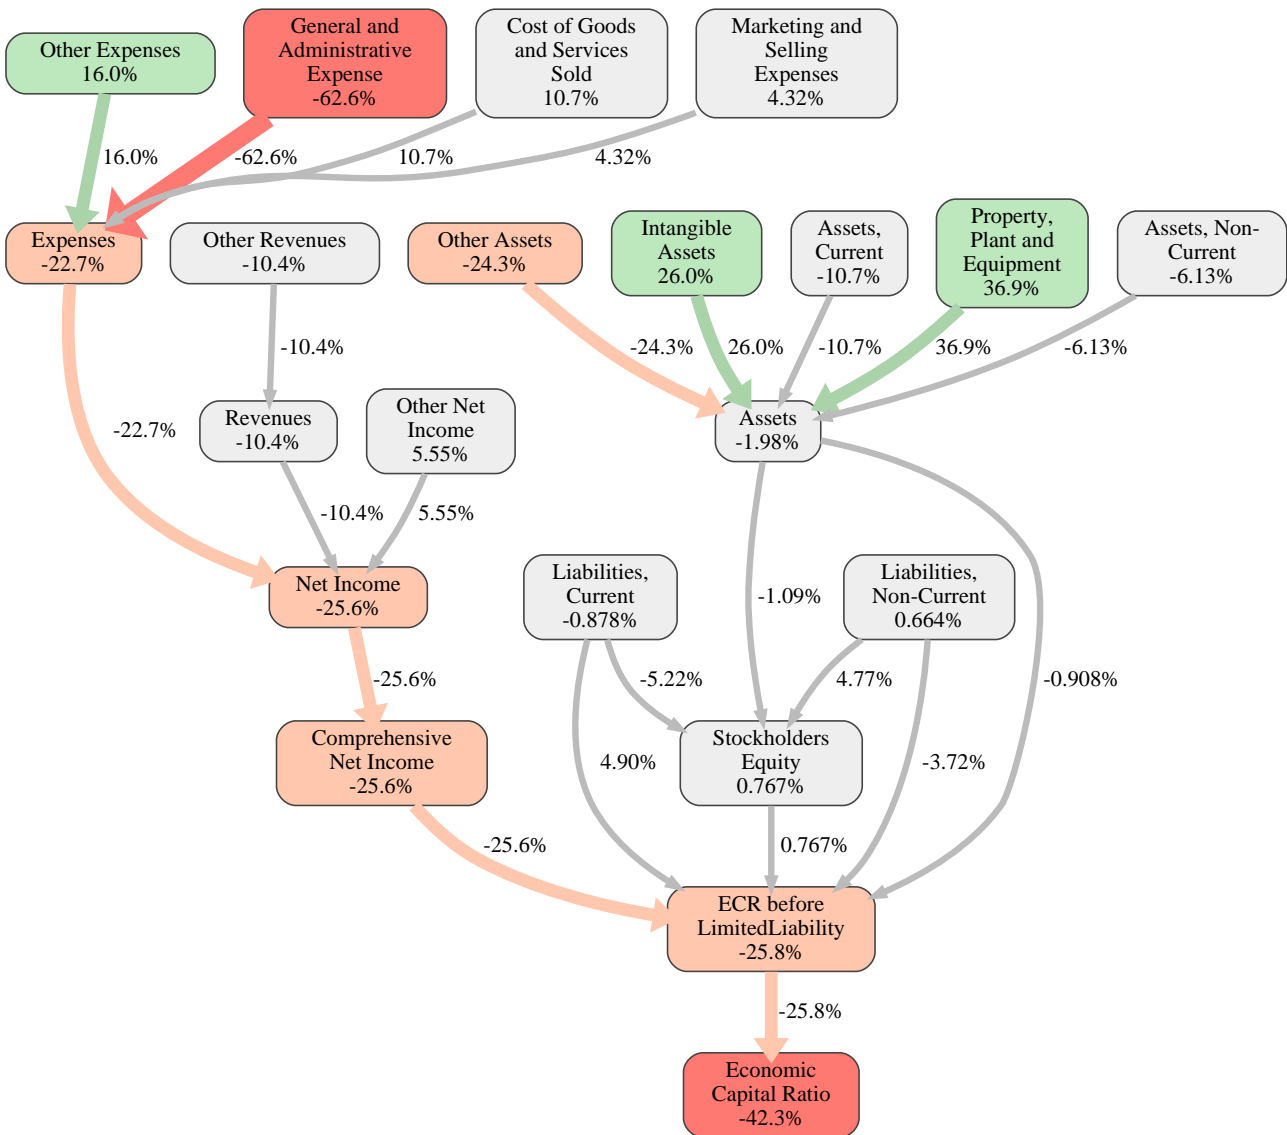 Other Expenses
16.0%
General and
Administrative
Expense
-62.6%
Cost of Goods
and Services
Sold
10.7%
Marketing and
Selling
Expenses
4.32%
16.0%
-62.6%
10.7%
4.32%
Expenses
-22.7%
Other Revenues
-10.4%
Other Assets
-24.3%
Intangible
Assets
26.0%
Assets,
Current
-10.7%
Property,
Plant and
Equipment
36.9%
Assets, Non-
Current
-6.13%
-10.4%
-24.3%
26.0%
-10.7%
36.9%
-6.13%
-22.7%
Revenues
-10.4%
Other Net
Income
5.55%
Assets
-1.98%
-10.4%
5.55%
Net Income
-25.6%
Liabilities,
Current
-0.878%
-1.09%
Liabilities,
Non-Current
0.664%
-25.6%
-5.22%
4.77%
-0.908%
Comprehensive
Net Income
-25.6%
4.90%
Stockholders
Equity
0.767%
-3.72%
-25.6%
0.767%
ECR before
LimitedLiability
-25.8%
-25.8%
Economic
Capital Ratio
-42.3%